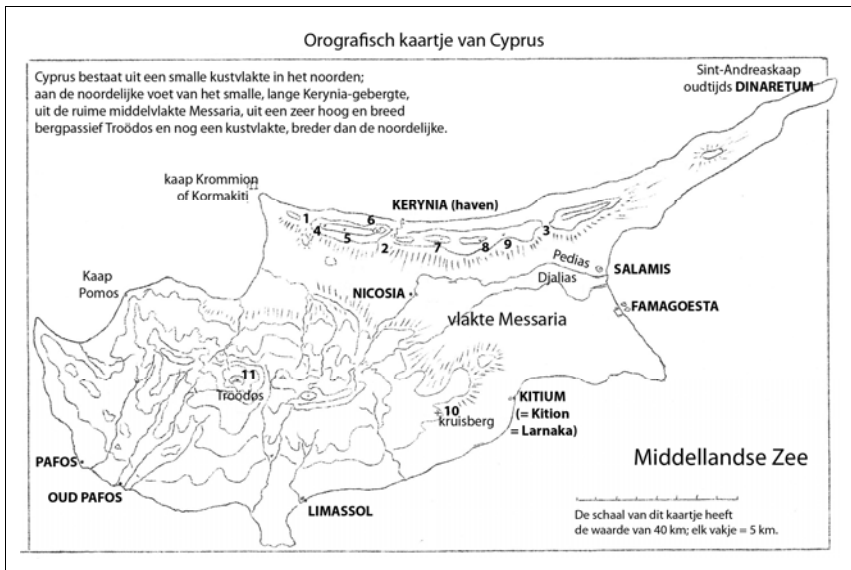 Orografisch kaartje van Cyprus
Cyprus bestaat uit een smalle kustvlakte in het noorden;
aan de noordelijke voet van het smalle, lange Kerynia-gebergte,
uit de ruime middelvlakte Messaria, uit een zeer hoog en breed
bergpassief Troödos en nog een kustvlakte, breder dan de noordelijke.
Sint-Andreaskaap
oudtijds DINARETUM
kaap Krommion
of Kormakiti
KERYNIA (haven)
1
6
4
5
2
7
8
9
3
Pedias
SALAMIS
Djalias
Kaap
Pomos
NICOSIA
FAMAGOESTA
vlakte Messaria
11
Troödos
10
kruisberg
KITIUM
(= Kition
= Larnaka)
PAFOS
OUD PAFOS
LIMASSOL
Middellandse Zee
De schaal van dit kaartje heeft
de waarde van 40 km; elk vakje = 5 km.